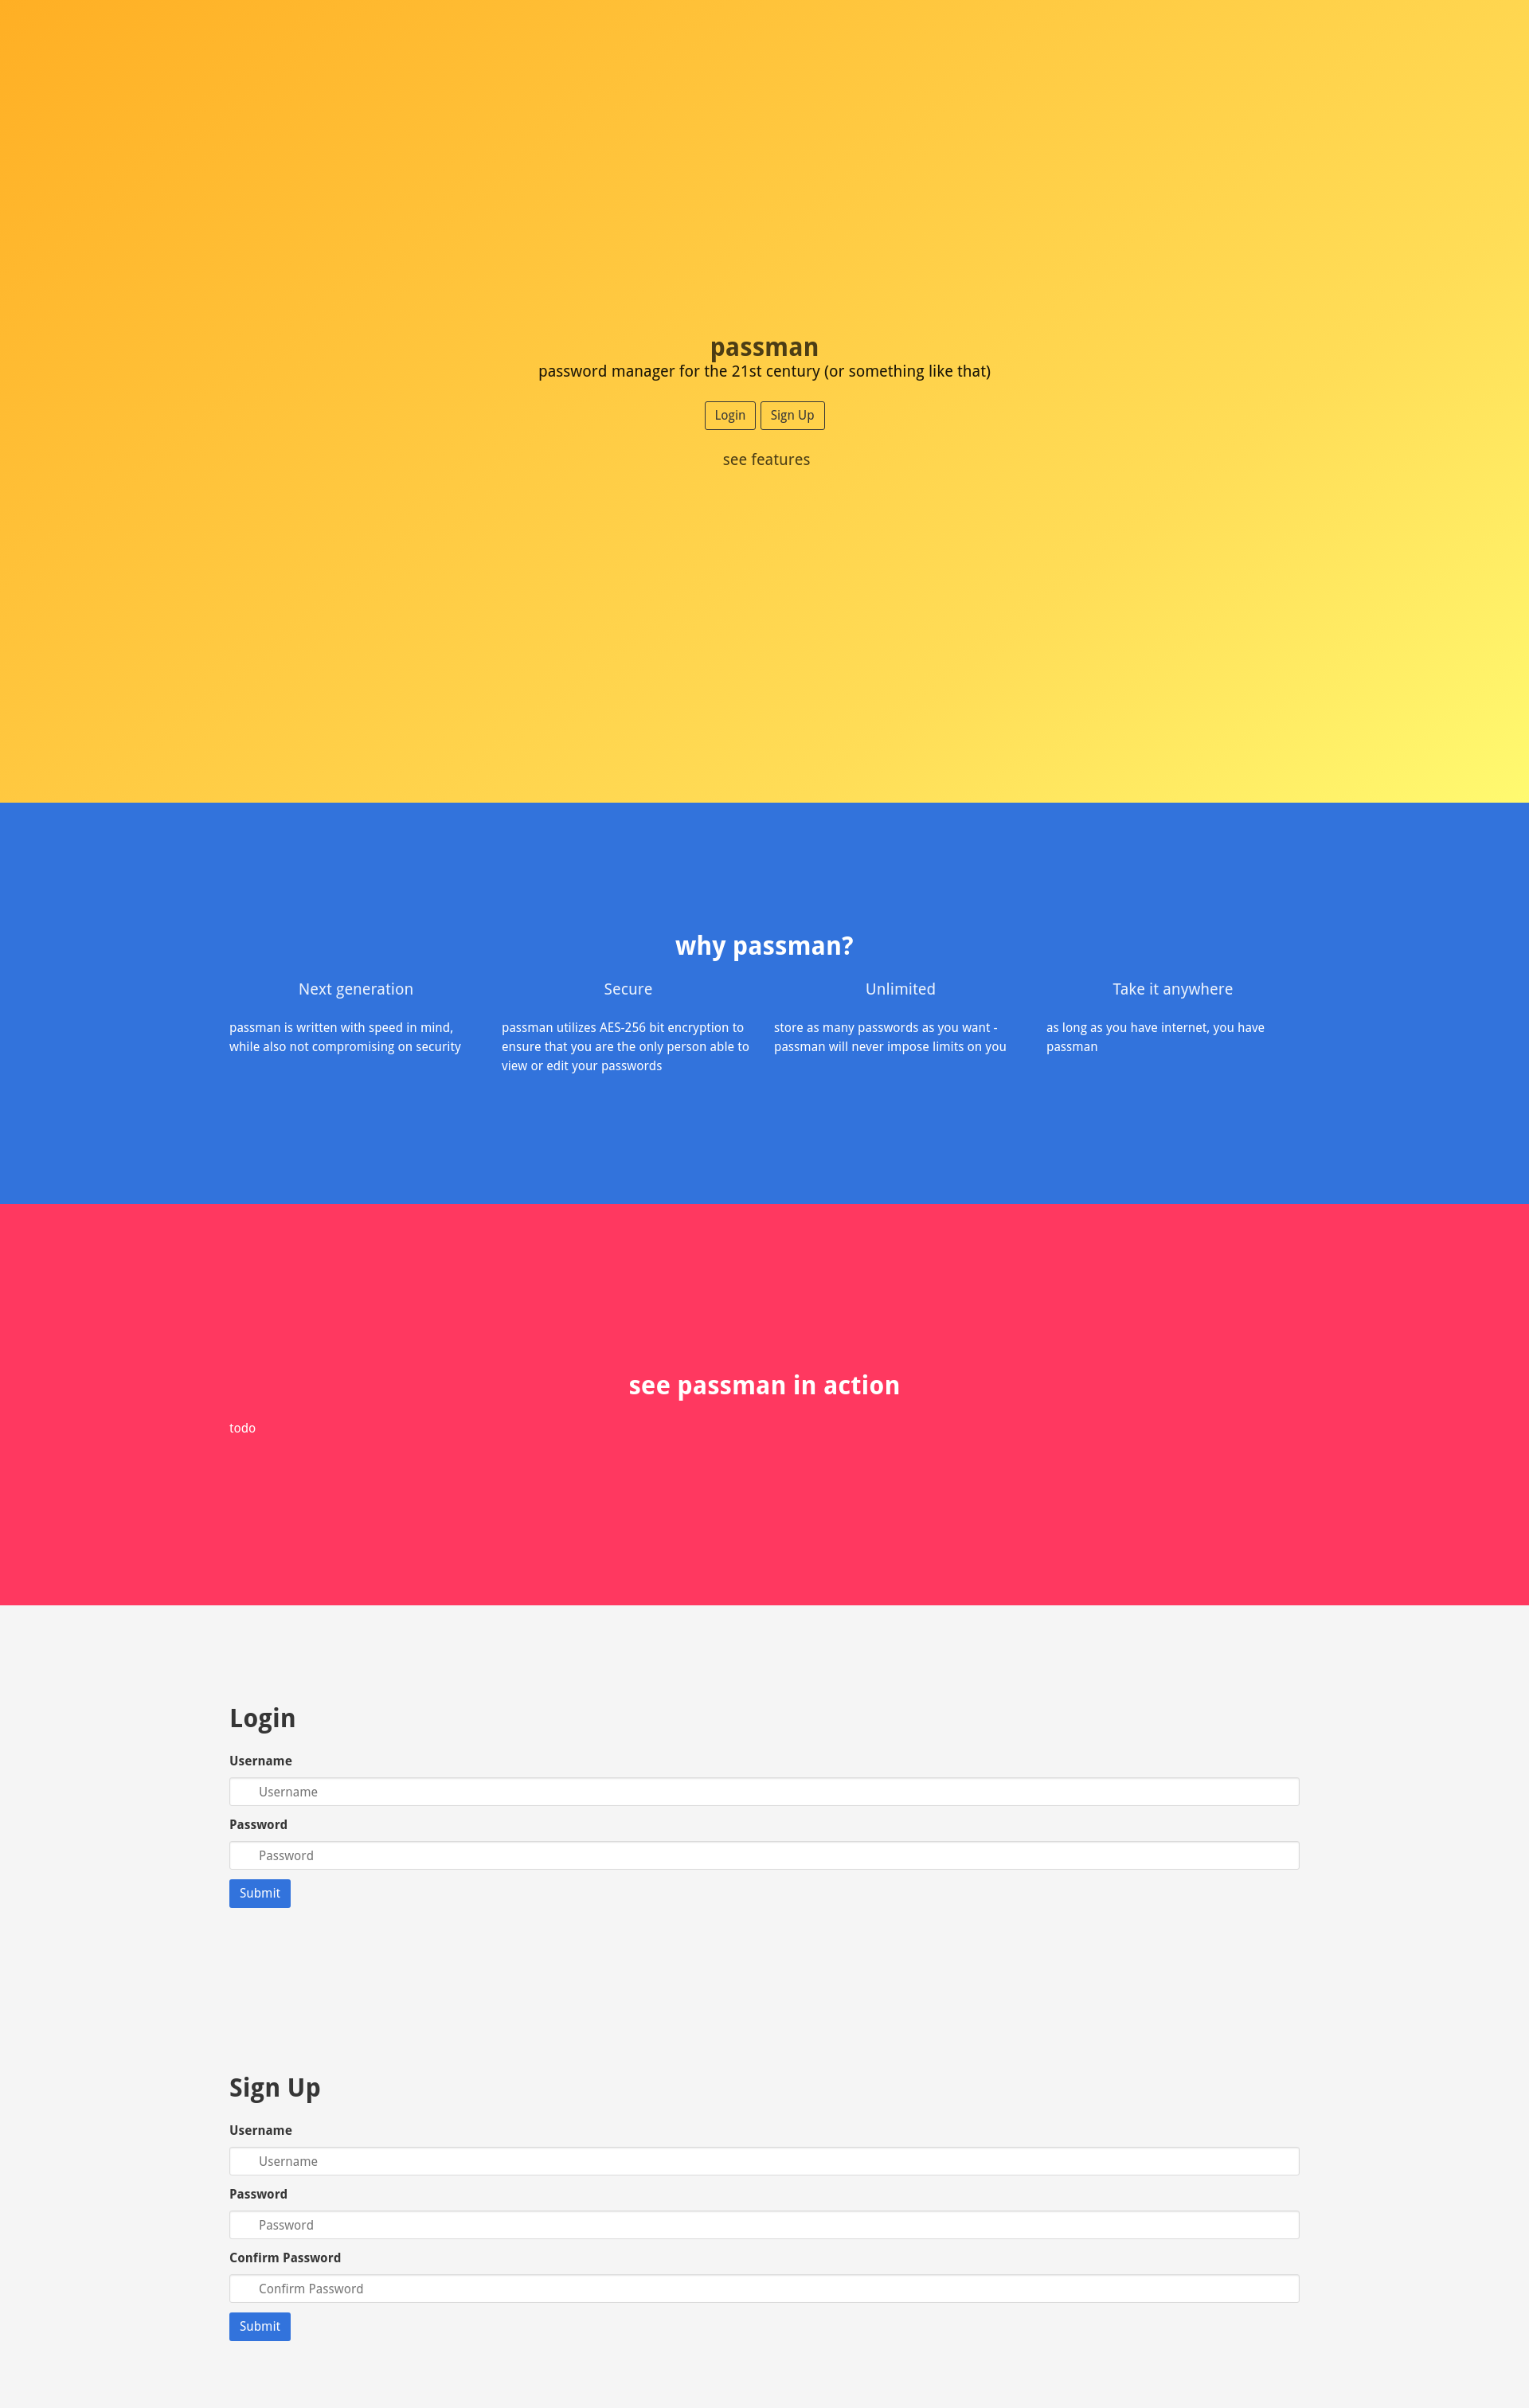 passman
password manager for the 21st century (or something like that)
Login Sign Up
see features
why passman?
Next generation
passman is written with speed in mind,
while also not compromising on security
Secure
passman utilizes AES-256 bit encryption to
ensure that you are the only person able to
view or edit your passwords
Unlimited
store as many passwords as you want -
passman will never impose limits on you
Take it anywhere
as long as you have internet, you have
passman
see passman in action
todo
Login
Username
Username
Password
Password
Submit
Sign Up
Username
Username
Password
Password
Confirm Password
Confirm Password
Submit